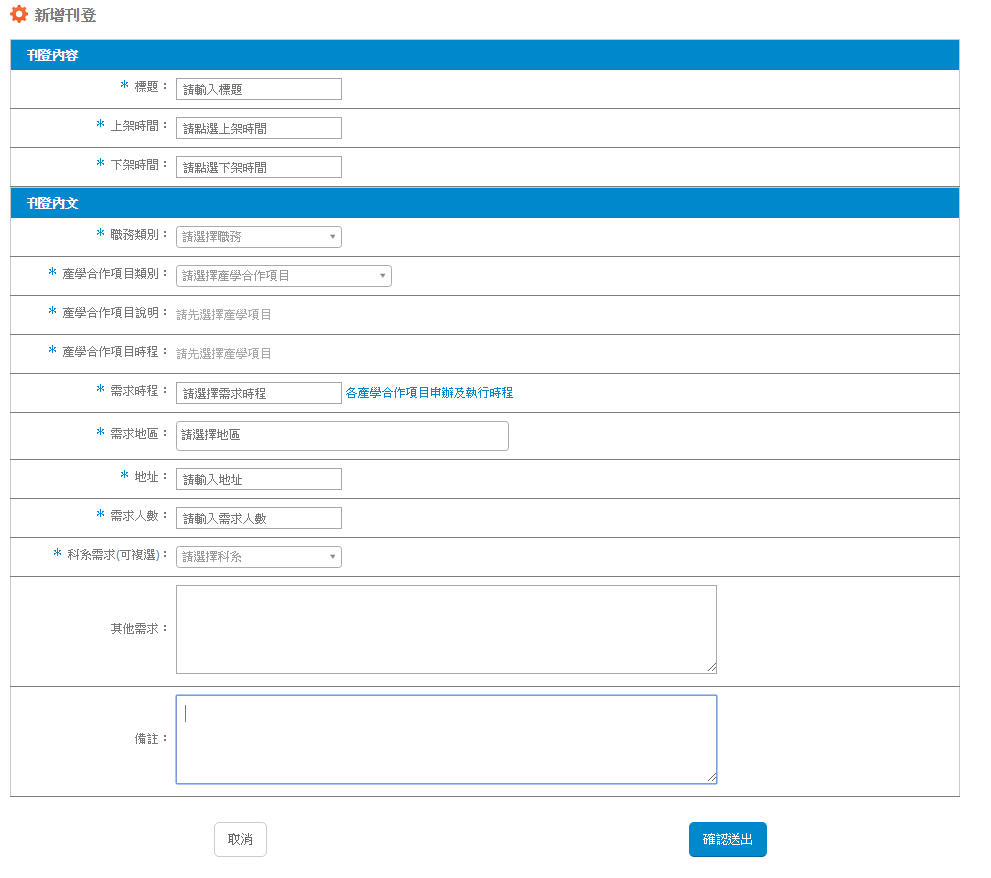 新增刊登
刊登內容
* 標題： 請輸入標題
* 上架時間： 請點選上架時間
* 下架時間： 請點選下架時間
刊登內文
* 職務類別： 請選擇職務
* 產學合作項目類別： 請選擇產學合作項目
* 產學合作項目說明： 請先選擇產學項目
* 產學合作項目時程： 請先選擇產學項目
* 需求時程： 請選擇需求時程 各產學合作項目申辦及執行時程
* 需求地區： 請選擇地區
* 地址： 請輸入地址
* 需求人數： 請輸入需求人數
* 科系需求(可複選)： 請選擇科系
其他需求：
備註：
取消 確認送出